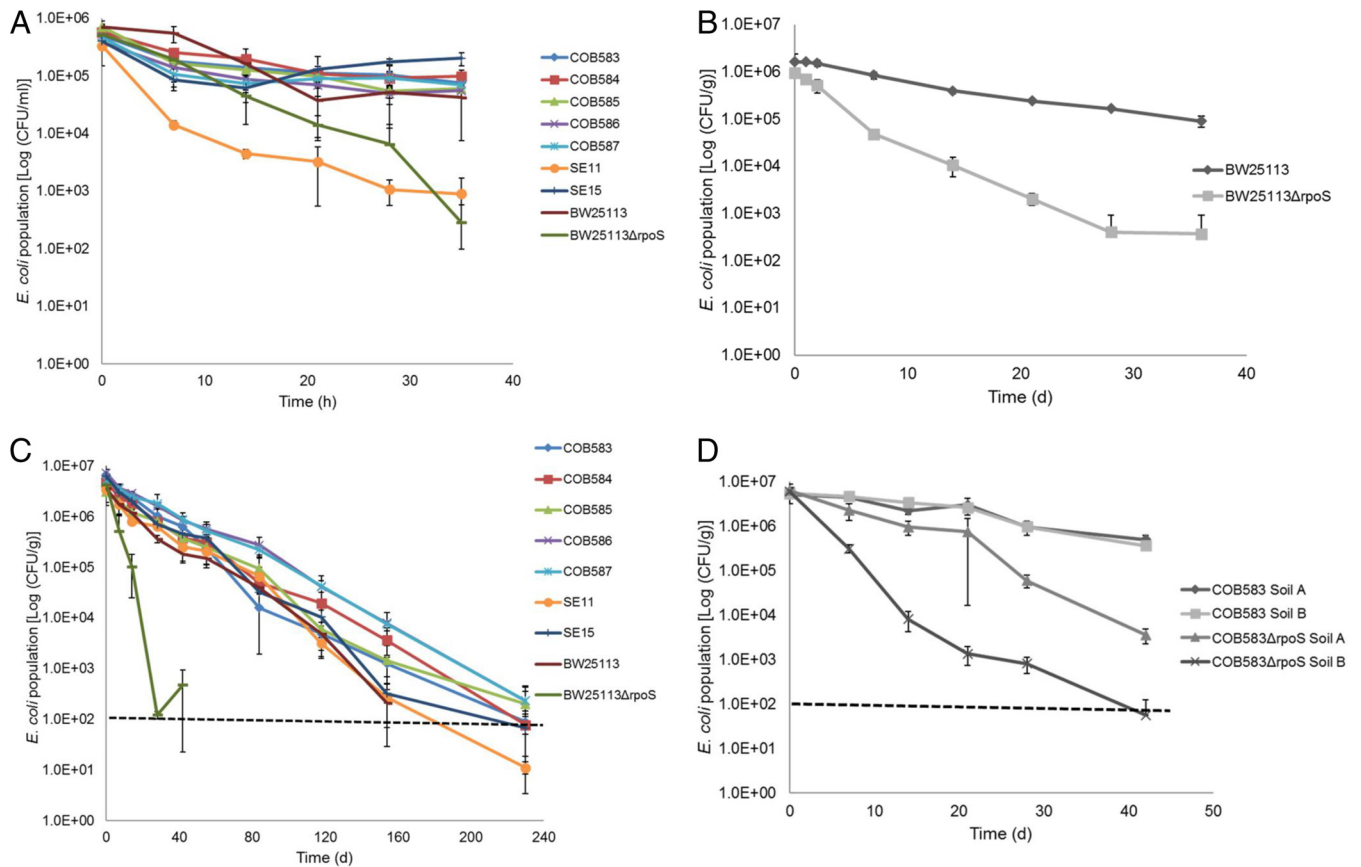 A
E. coli population [Log (CFU/ml)]
1.0E+06
1.0E+05
1.0E+04
1.0E+03
1.0E+02
1.0E+01
1.0E+00
0 10 20 30 40
Time (h)
COB583
COB584
COB585
COB586
COB587
SE11
SE15
BW25113
BW25113ΔrpoS
B
E. coli population [Log (CFU/g)]
1.0E+07
1.0E+06
1.0E+05
1.0E+04
1.0E+03
1.0E+02
1.0E+01
1.0E+00
0 10 20 30 40
Time (d)
BW25113
BW25113ΔrpoS
C
E. coli population [Log (CFU/g)]
1.0E+07
1.0E+06
1.0E+05
1.0E+04
1.0E+03
1.0E+02
1.0E+01
1.0E+00
0 40 84 120 160 200 240
Time (d)
COB583
COB584
COB585
COB586
COB587
SE11
SE15
BW25113
BW25113ΔrpoS
D
E. coli population [Log (CFU/g)]
1.0E+07
1.0E+06
1.0E+05
1.0E+04
1.0E+03
1.0E+02
1.0E+01
1.0E+00
0 10 20 30 40 50
Time (d)
COB583 Soil A
COB583 Soil B
COB583ΔrpoS Soil A
COB583ΔrpoS Soil B